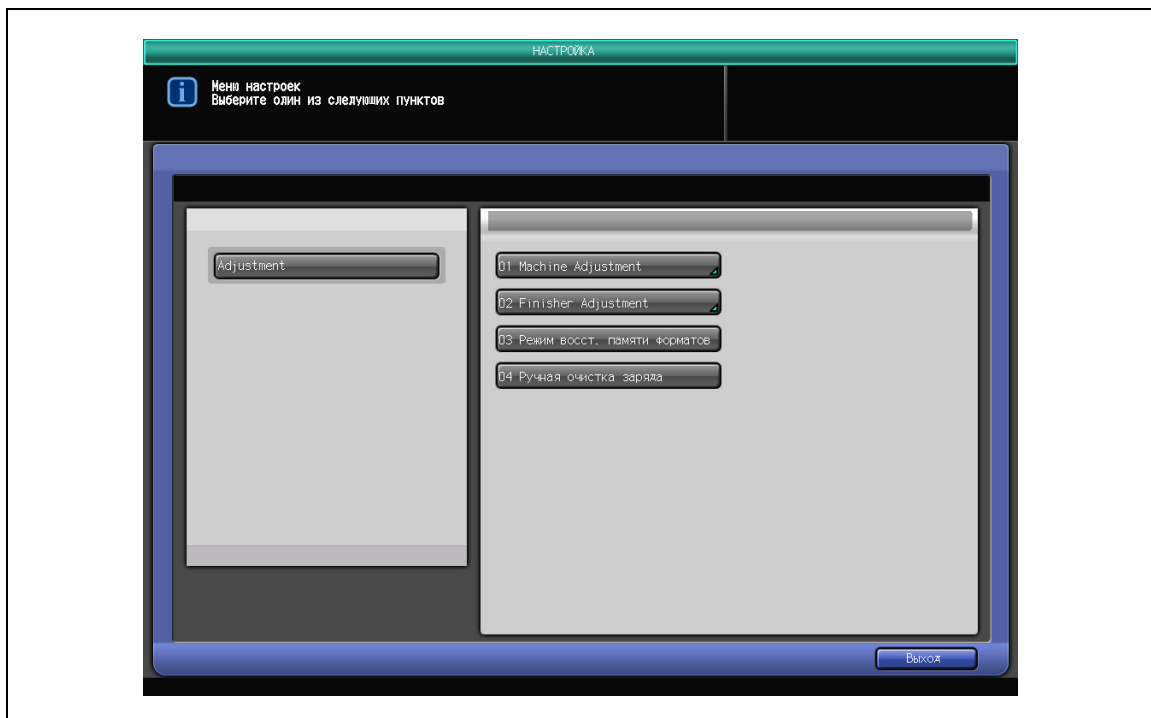 НАСТРОЙКА
Меню настроек
Выберите один из следующих пунктов
Adjustment
01 Machine Adjustment
02 Finisher Adjustment
03 Режим восст. памяти форматов
04 Ручная очистка заряда
Выход